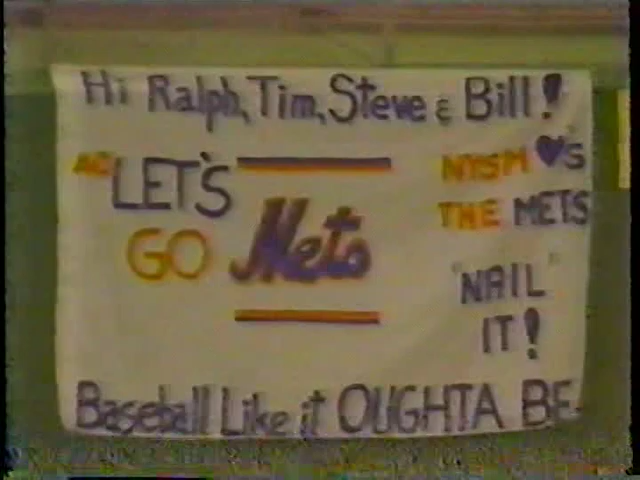 Hi Ralph, Tim, Steve & Bill!
LET'S
GO Mets
NYSM ♥'s
THE METS
"NAIL"
IT!
Baseball Like it OUGHTA BE